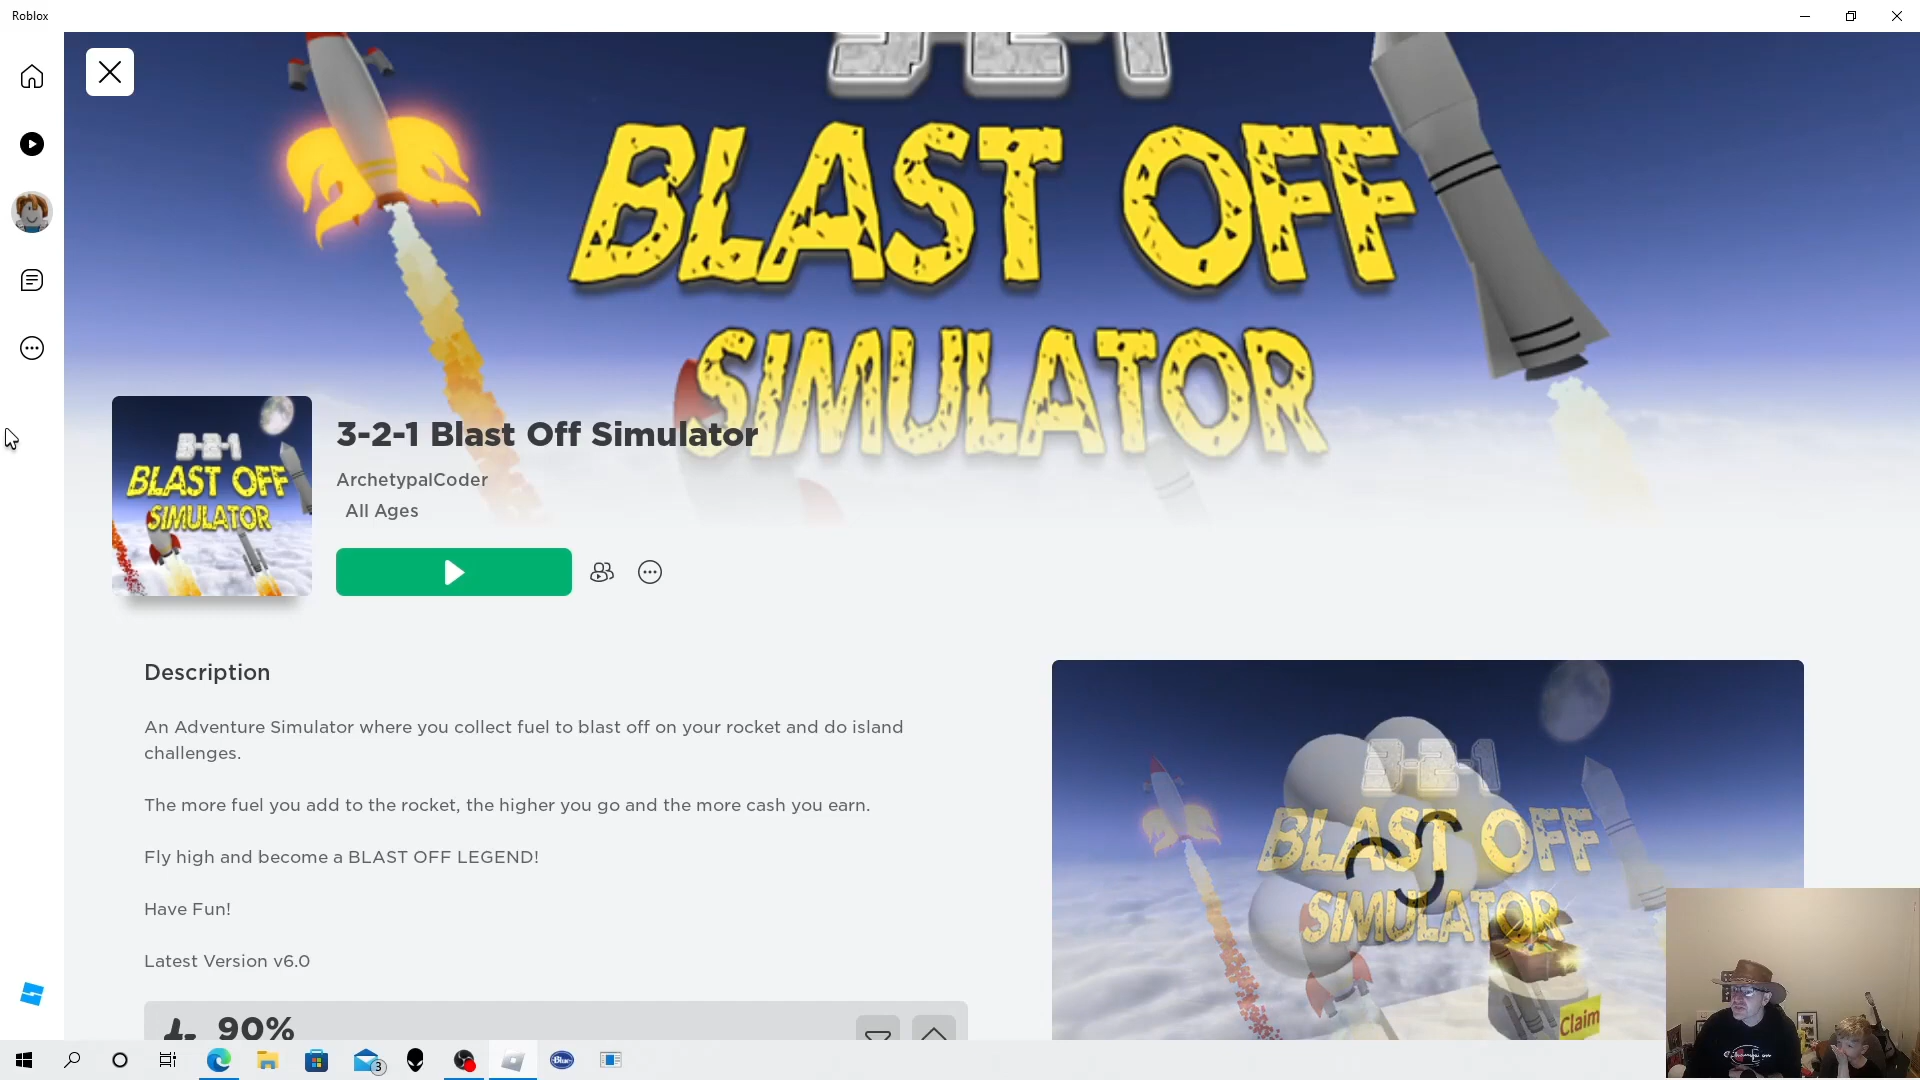 Roblox
3-2-1
BLAST OFF
SIMULATOR
3-2-1
BLAST OFF
SIMULATOR
3-2-1 Blast Off Simulator
ArchetypalCoder
All Ages
Description
An Adventure Simulator where you collect fuel to blast off on your rocket and do island
challenges.
The more fuel you add to the rocket, the higher you go and the more cash you earn.
Fly high and become a BLAST OFF LEGEND!
Have Fun!
Latest Version v6.0
90%
3-2-1
BLAST OFF
SIMULATOR
Claim
3
Blue